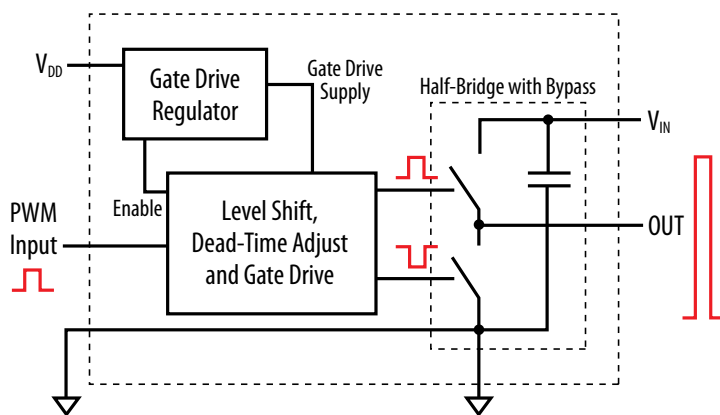 V_DD
Gate Drive
Regulator
Gate Drive
Supply
Half-Bridge with Bypass
V_IN
Enable
PWM
Input
Level Shift,
Dead-Time Adjust
and Gate Drive
OUT